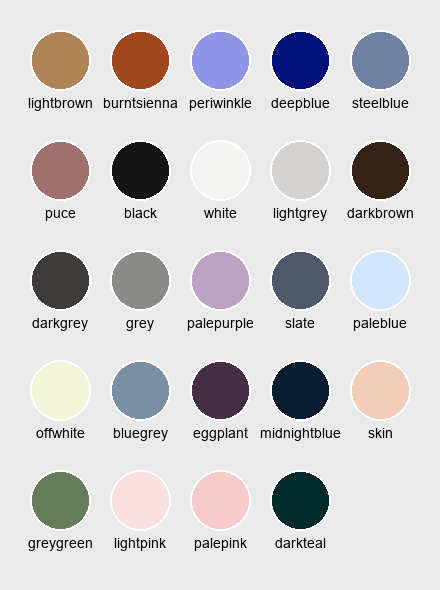 lightbrown burntsienna periwinkle deepblue steelblue
puce black white lightgrey darkbrown
darkgrey grey palepurple slate paleblue
offwhite bluegrey eggplant midnightblue skin
greygreen lightpink palepink darkteal